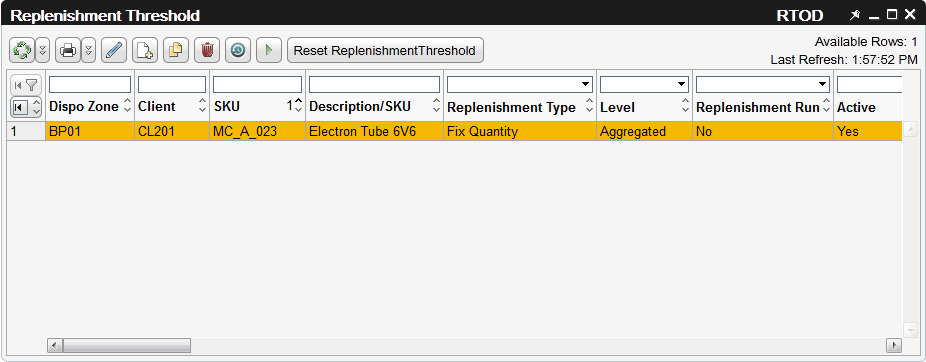 Replenishment Threshold RTOD
Reset ReplenishmentThreshold
Available Rows: 1
Last Refresh: 1:57:52 PM
Dispo Zone Client SKU 1 Description/SKU Replenishment Type Level Replenishment Run Active
1 BP01 CL201 MC_A_023 Electron Tube 6V6 Fix Quantity Aggregated No Yes